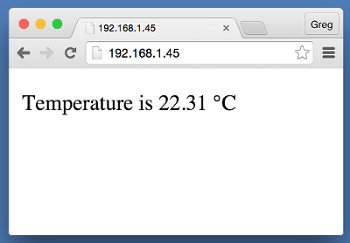 192.168.1.45
Greg
192.168.1.45
Temperature is 22.31 °C